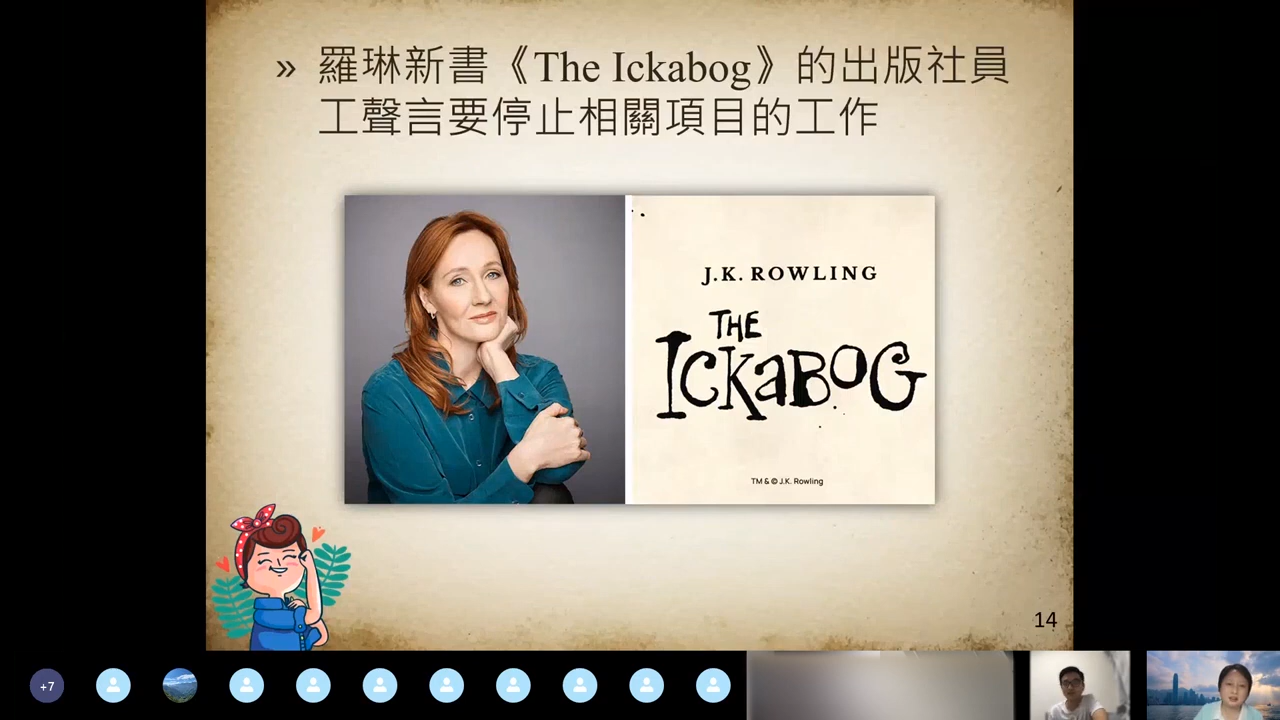 » 羅琳新書《The Ickabog》的出版社員
工聲言要停止相關項目的工作
J.K. ROWLING
THE
ICKABOG
TM & © J.K. Rowling
14
+7